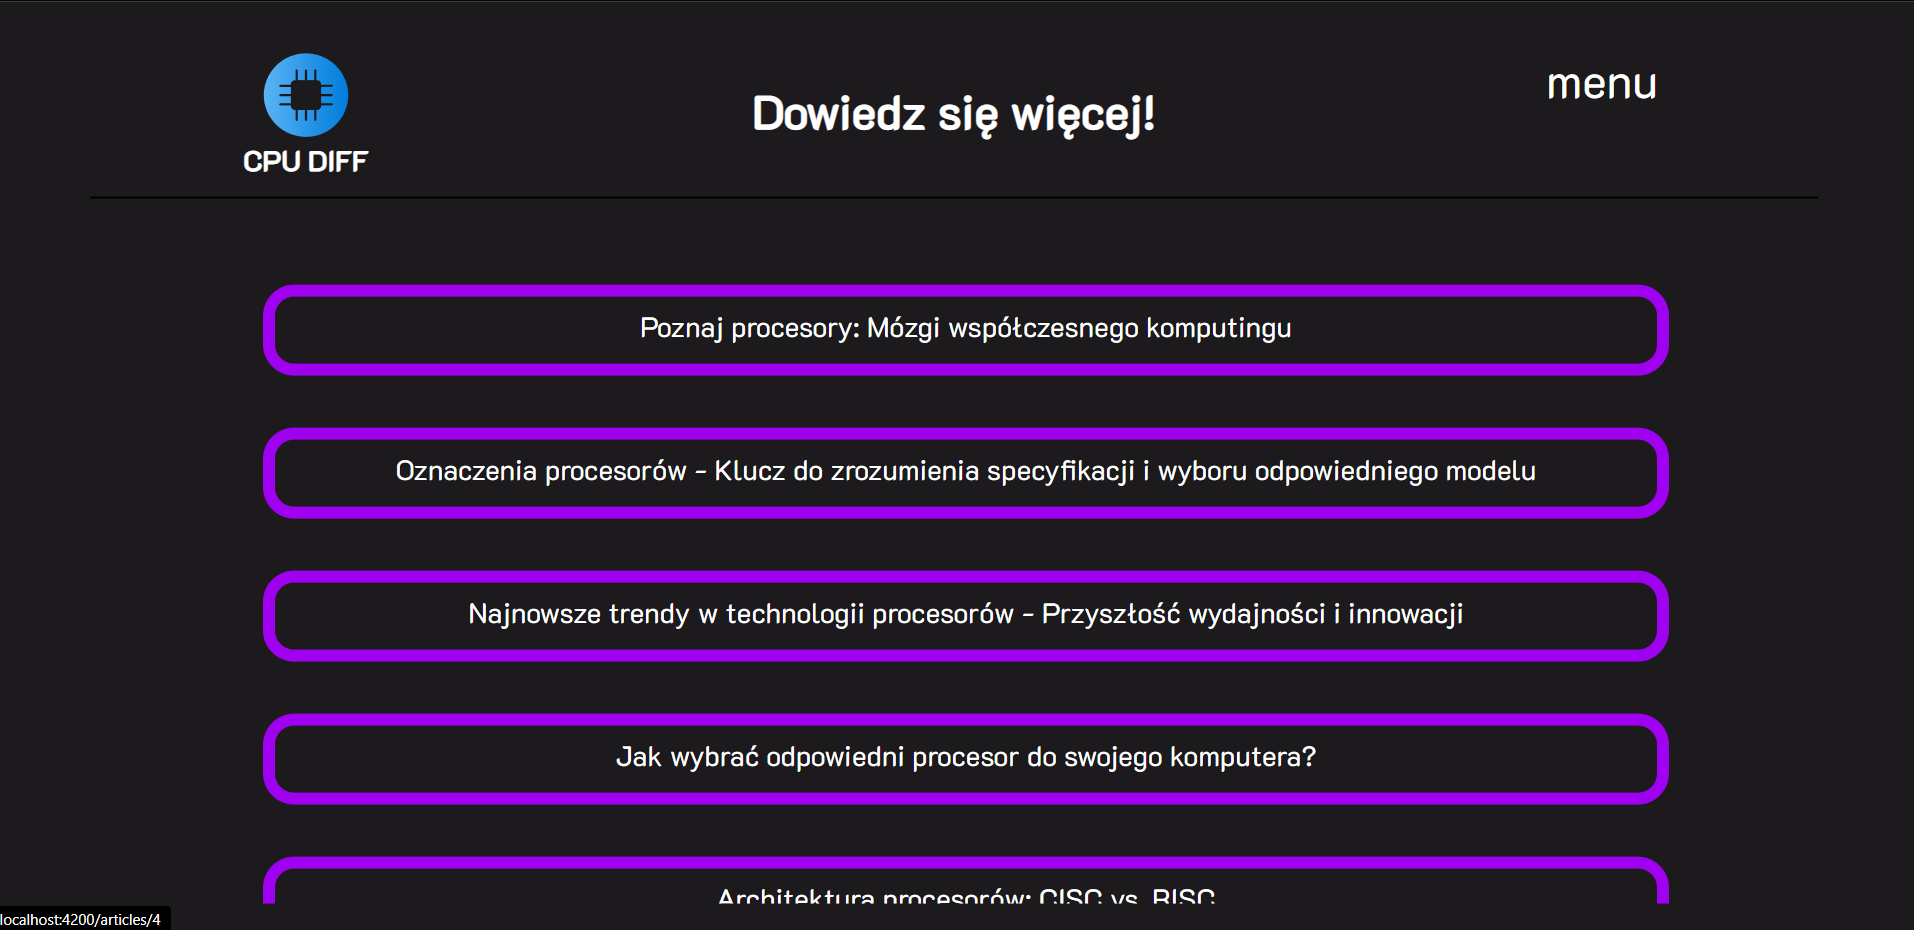 CPU DIFF
Dowiedz się więcej!
menu
Poznaj procesory: Mózgi współczesnego komputingu
Oznaczenia procesorów - Klucz do zrozumienia specyfikacji i wyboru odpowiedniego modelu
Najnowsze trendy w technologii procesorów - Przyszłość wydajności i innowacji
Jak wybrać odpowiedni procesor do swojego komputera?
Architektura procesorów: CISC vs. RISC
localhost:4200/articles/4